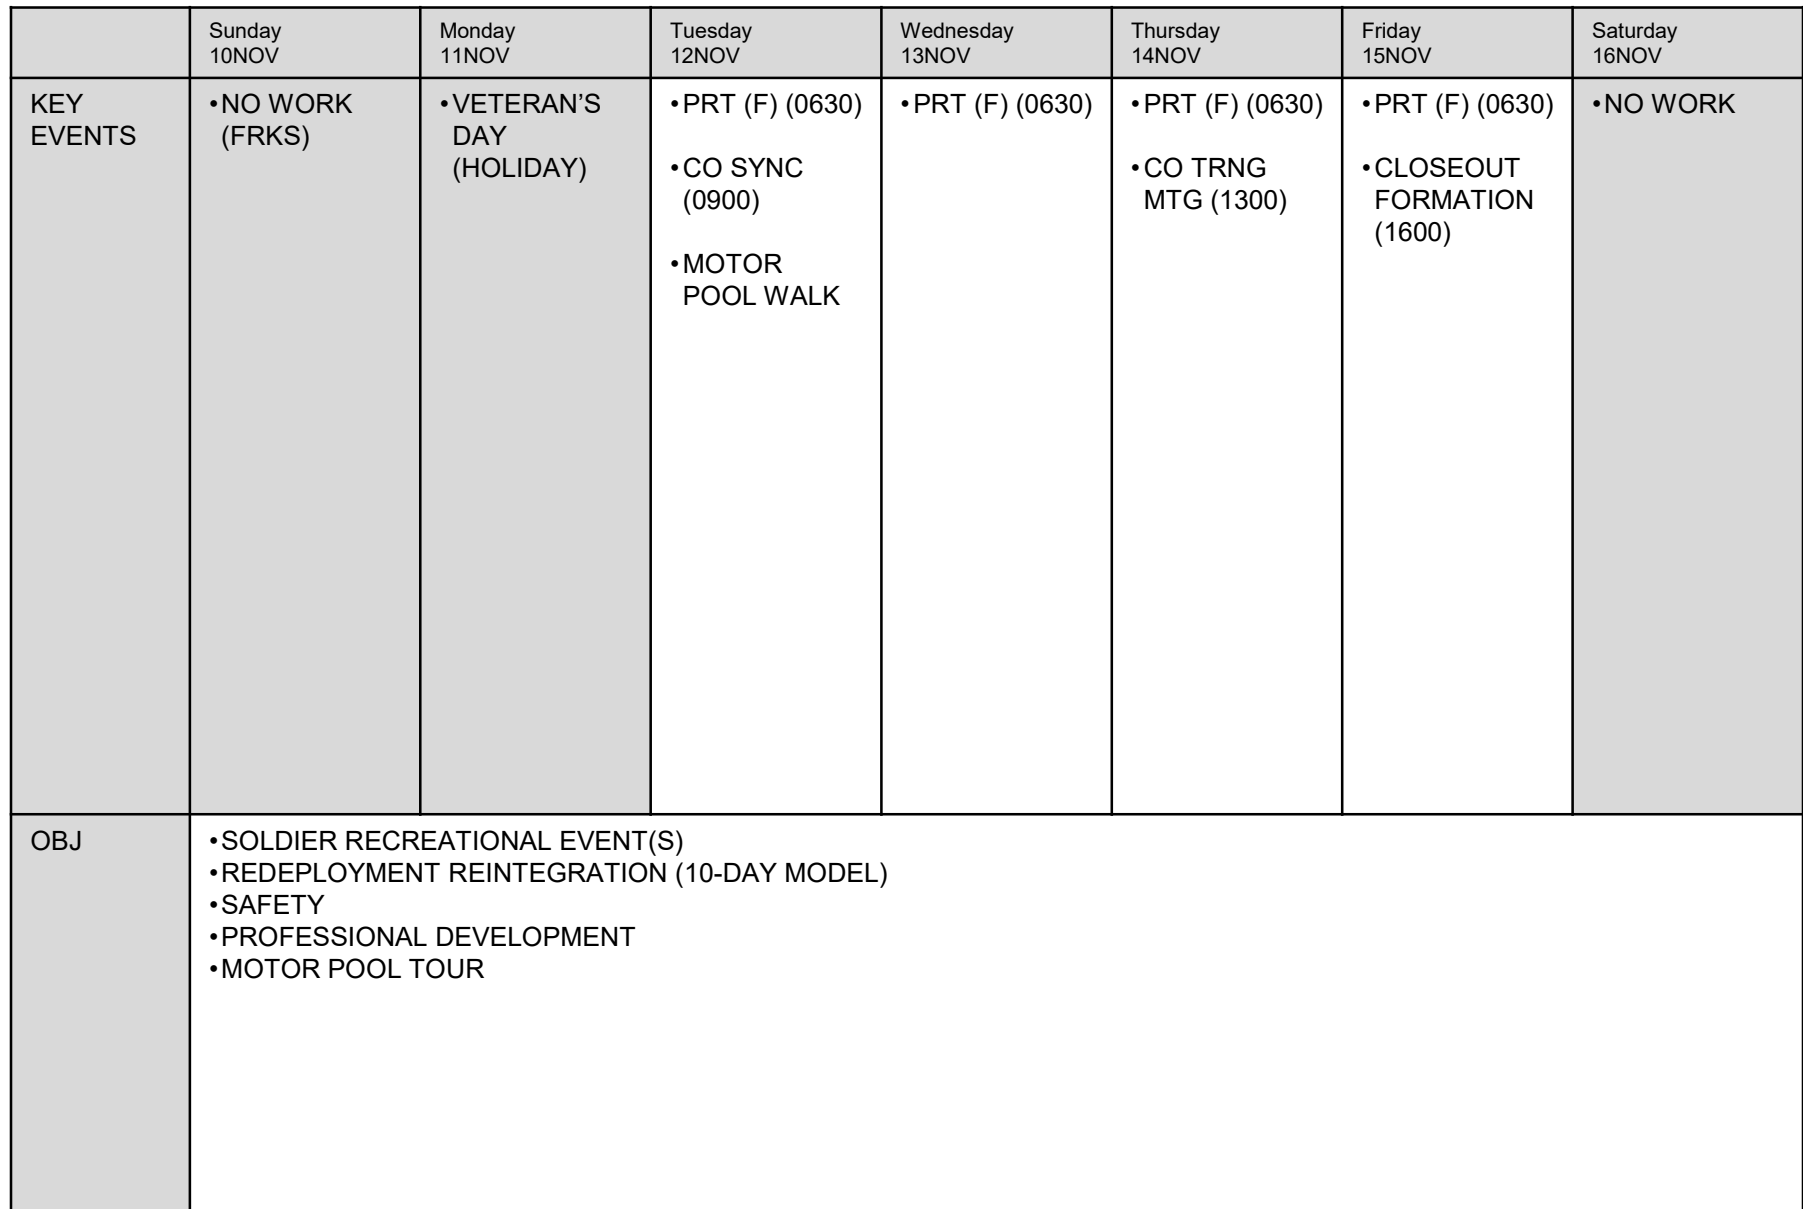 Sunday
10NOV
Monday
11NOV
Tuesday
12NOV
Wednesday
13NOV
Thursday
14NOV
Friday
15NOV
Saturday
16NOV
KEY
EVENTS
•NO WORK
(FRKS)
•VETERAN’S
DAY
(HOLIDAY)
•PRT (F) (0630)
•CO SYNC
(0900)
•MOTOR
POOL WALK
•PRT (F) (0630)
•PRT (F) (0630)
•CO TRNG
MTG (1300)
•PRT (F) (0630)
•CLOSEOUT
FORMATION
(1600)
•NO WORK
OBJ
•SOLDIER RECREATIONAL EVENT(S)
•REDEPLOYMENT REINTEGRATION (10-DAY MODEL)
•SAFETY
•PROFESSIONAL DEVELOPMENT
•MOTOR POOL TOUR